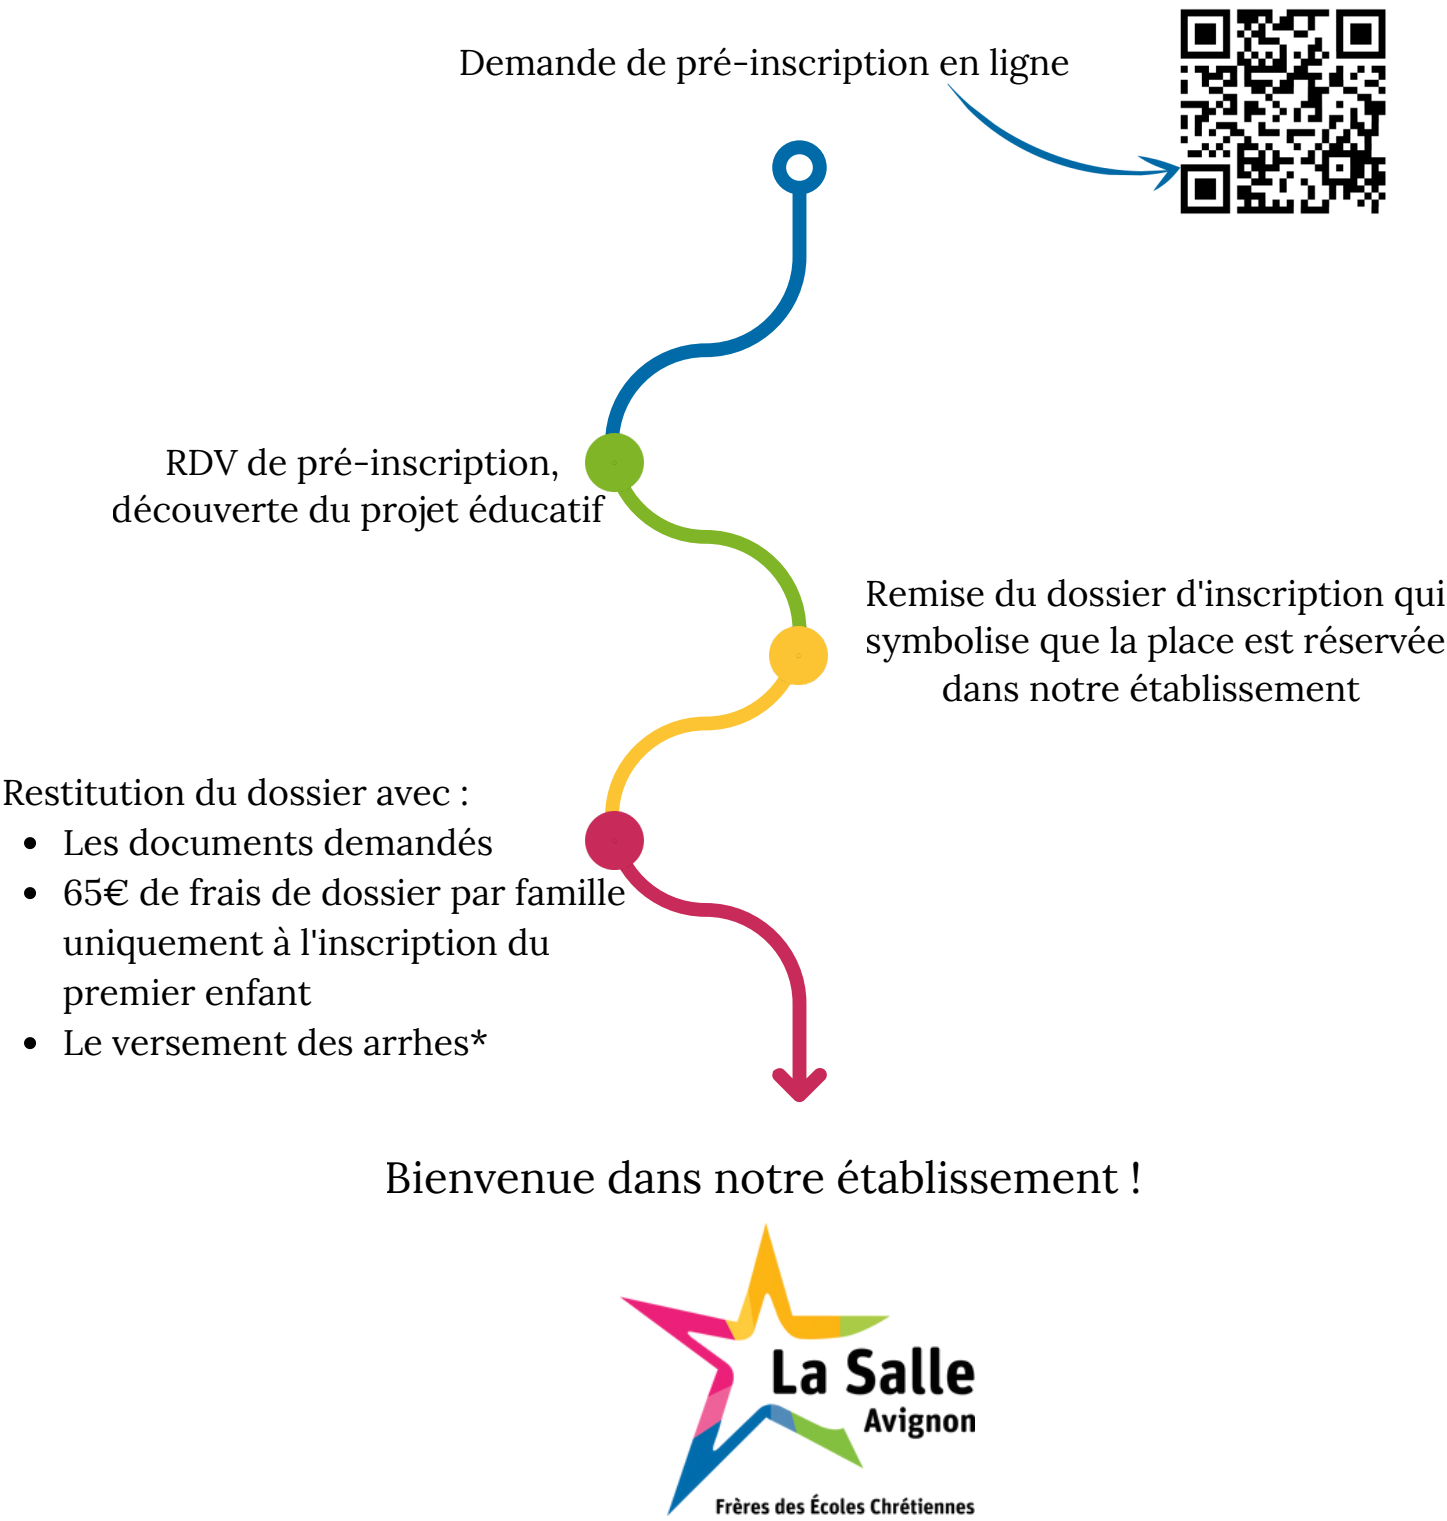 Demande de pré-inscription en ligne
RDV de pré-inscription,
découverte du projet éducatif
Remise du dossier d'inscription qui
symbolise que la place est réservée
dans notre établissement
Restitution du dossier avec :
• Les documents demandés
• 65€ de frais de dossier par famille
uniquement à l'inscription du
premier enfant
• Le versement des arrhes*
Bienvenue dans notre établissement !
La Salle
Avignon
Frères des Écoles Chrétiennes